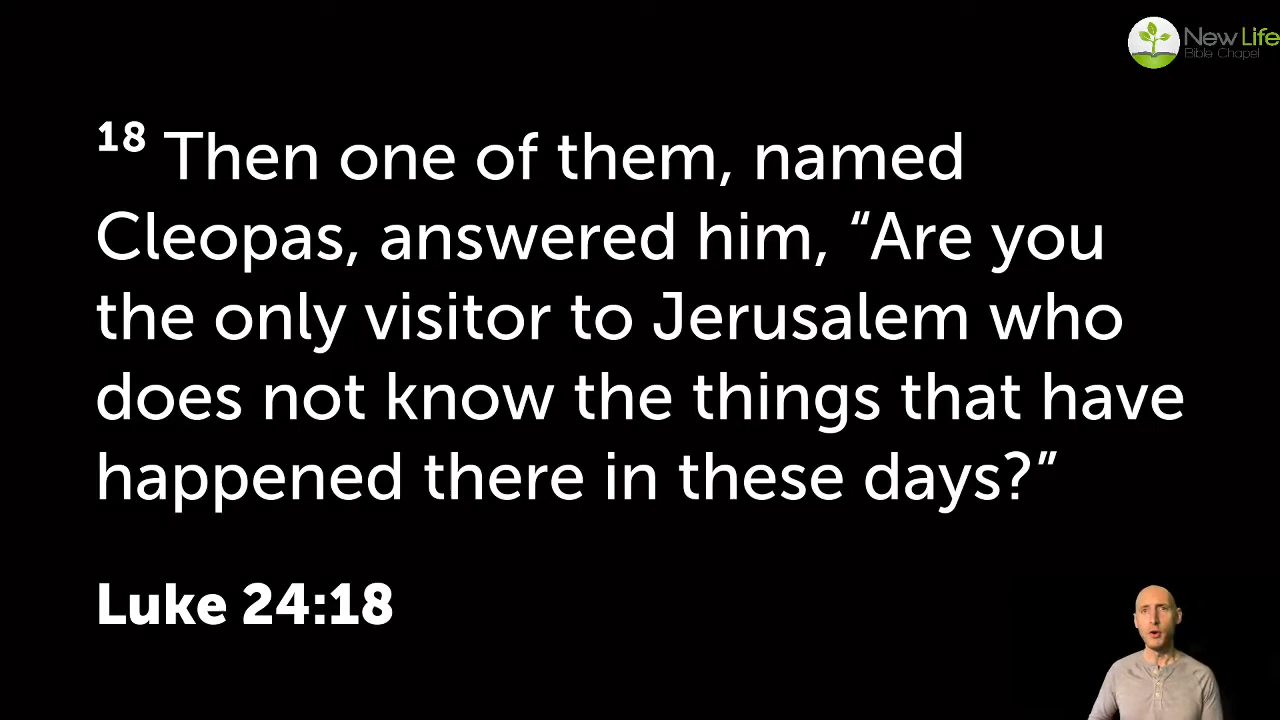 New Life
Bible Chapel
18 Then one of them, named
Cleopas, answered him, “Are you
the only visitor to Jerusalem who
does not know the things that have
happened there in these days?”
Luke 24:18